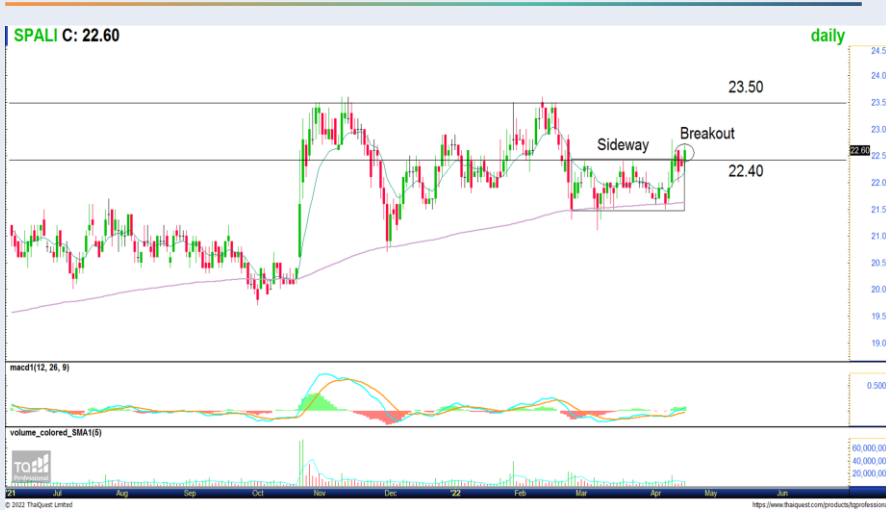 SPALI C: 22.60
daily
24.5
23.50
23.5
23.0
Breakout
Sideway
22.60
22.5
22.40
22.0
21.5
21.0
20.5
20.0
19.5
19.0
macd1(12, 26, 9)
0.500
volume_colored_SMA1(5)
60,000,00
40,000,00
20,000,00
TQ
Professional
'21 Jul Aug Sep Oct Nov Dec '22 Feb Mar Apr May Jun
© 2022 ThaiQuest Limited
https://www.thaiquest.com/products/tqprofessiona